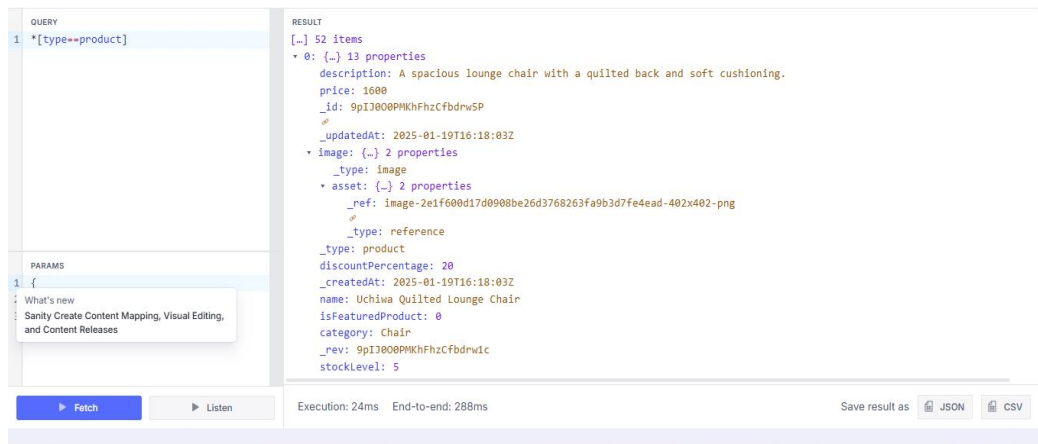 QUERY
1 *[type==product]
PARAMS
1 {
What's new
Sanity Create Content Mapping, Visual Editing,
and Content Releases
Fetch
Listen
RESULT
[…] 52 items
0: {…} 13 properties
description: A spacious lounge chair with a quilted back and soft cushioning.
price: 1600
_id: 9pIJ0O0PMKhFhzCfbdrw5P
_updatedAt: 2025-01-19T16:18:03Z
image: {…} 2 properties
_type: image
asset: {…} 2 properties
_ref: image-2e1f600d17d0908be26d3768263fa9b3d7fe4ead-402x402-png
_type: reference
_type: product
discountPercentage: 20
_createdAt: 2025-01-19T16:18:03Z
name: Uchiwa Quilted Lounge Chair
isFeaturedProduct: 0
category: Chair
_rev: 9pIJ0O0PMKhFhzCfbdrw1c
stockLevel: 5
Execution: 24ms End-to-end: 288ms
Save result as JSON CSV